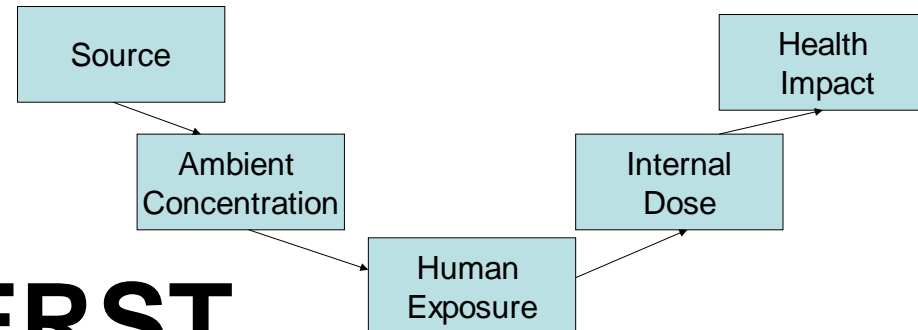 Source
Health
Impact
Ambient
Concentration
Internal
Dose
Human
Exposure